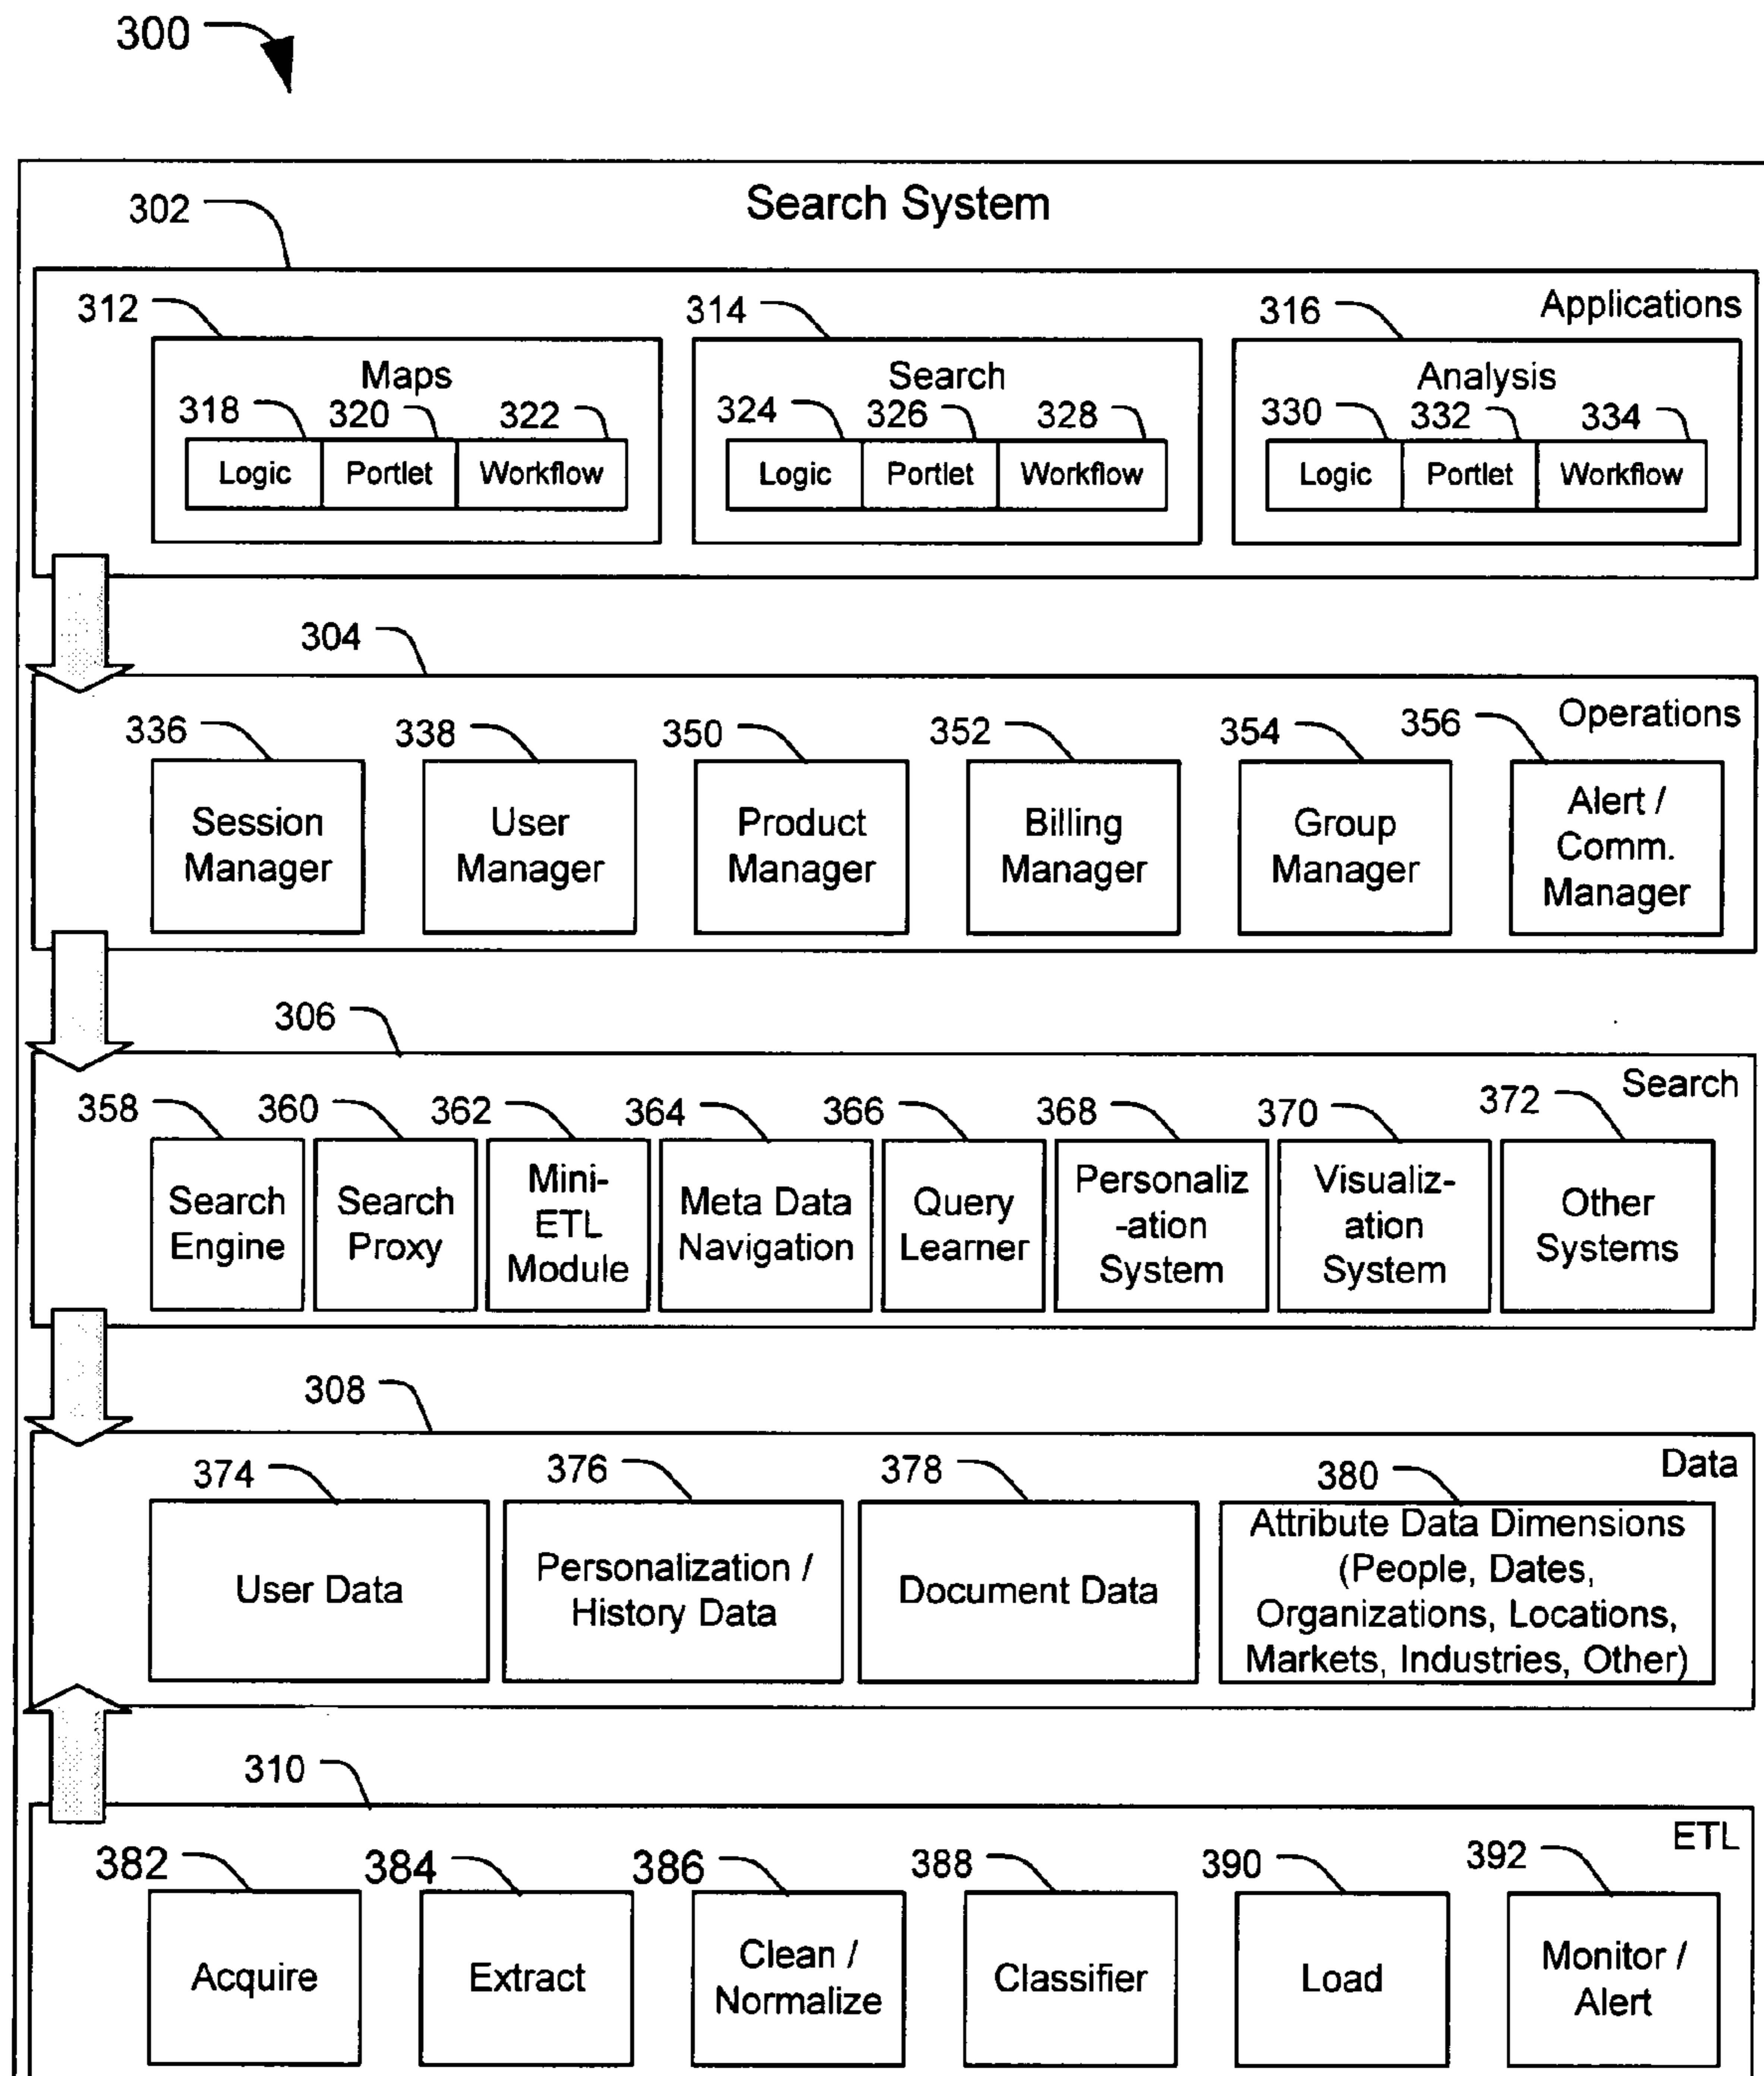 300
Search System
302
Applications
312
314
316
Maps
Search
Analysis
318 320 322
324 326 328
330 332 334
Logic Portlet Workflow
Logic Portlet Workflow
Logic Portlet Workflow
304
Operations
336
338
350
352
354
356
Session
Manager
User
Manager
Product
Manager
Billing
Manager
Group
Manager
Alert /
Comm.
Manager
306
Search
358
360
362
364
366
368
370
372
Search
Engine
Search
Proxy
Mini-
ETL
Module
Meta Data
Navigation
Query
Learner
Personaliz
-ation
System
Visualiz-
ation
System
Other
Systems
308
Data
374
376
378
380
User Data
Personalization /
History Data
Document Data
Attribute Data Dimensions
(People, Dates,
Organizations, Locations,
Markets, Industries, Other)
310
ETL
382
384
386
388
390
392
Acquire
Extract
Clean /
Normalize
Classifier
Load
Monitor /
Alert